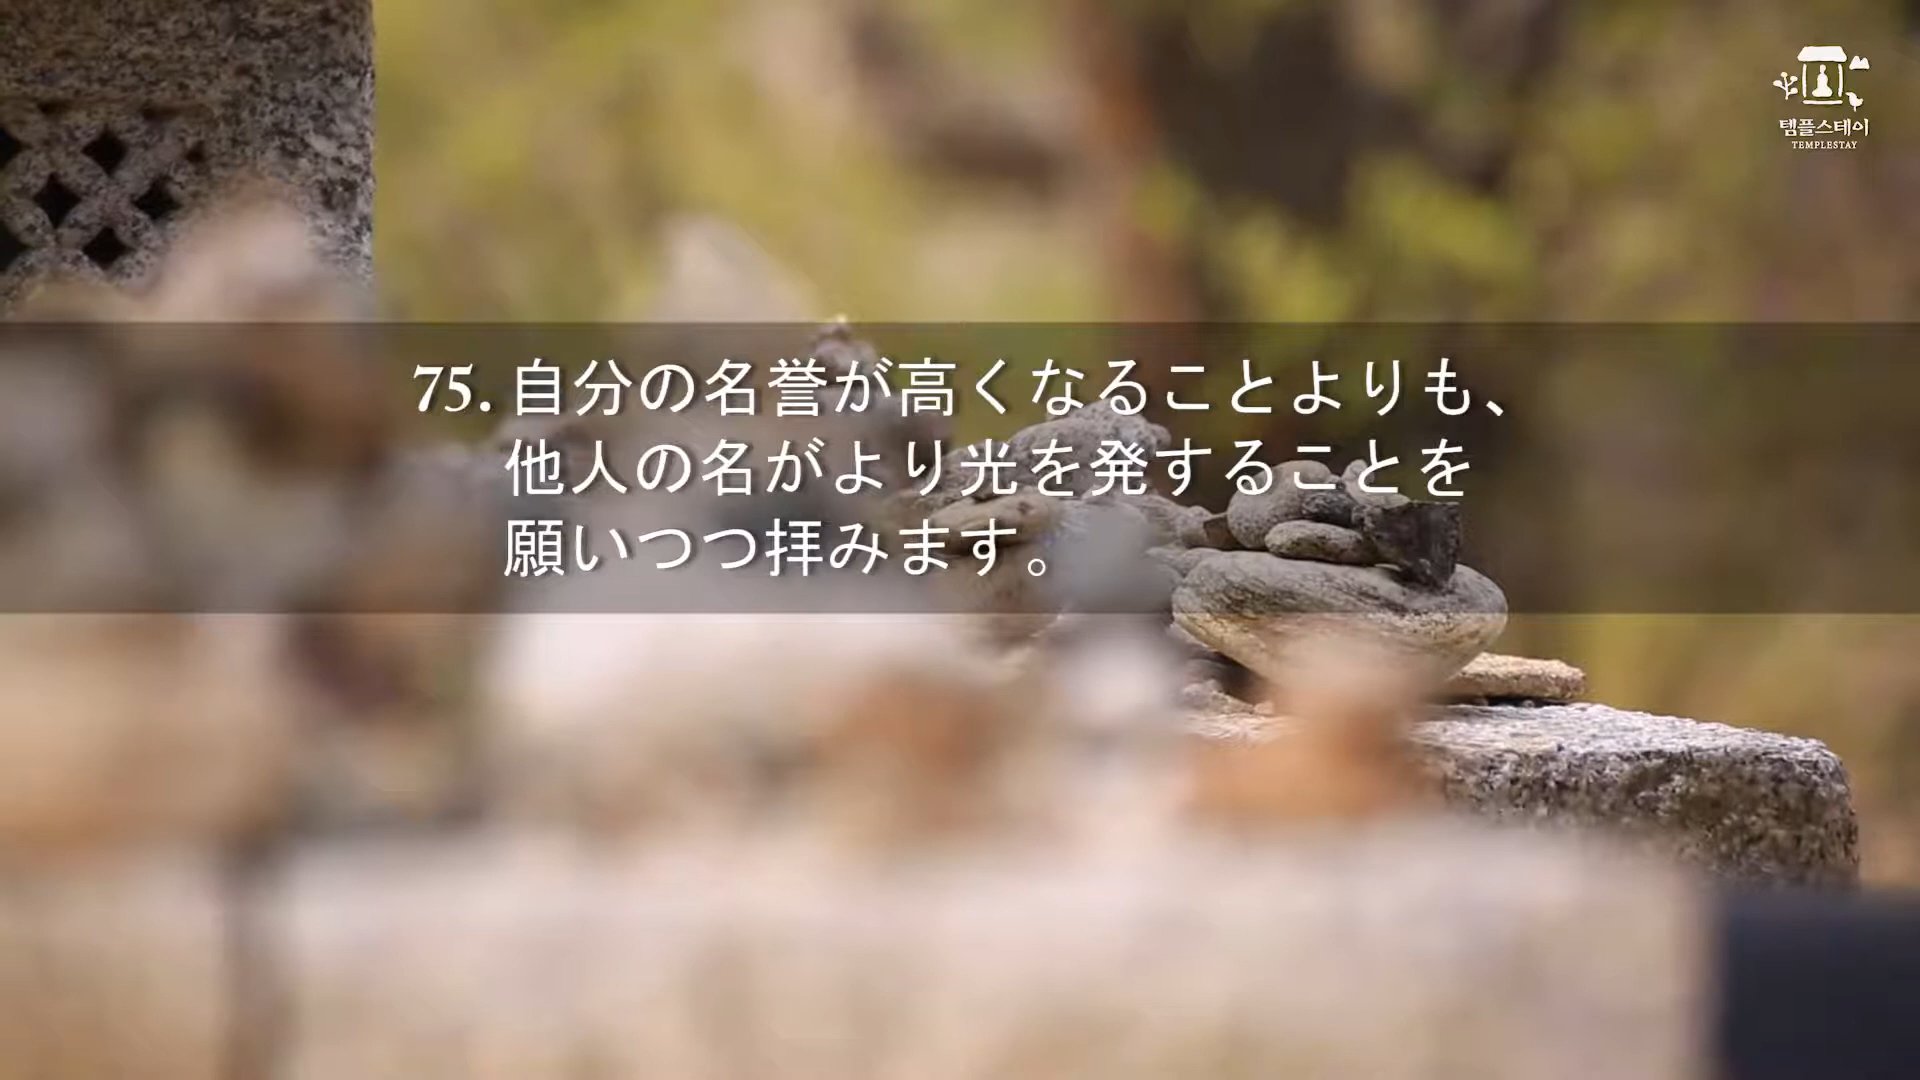 템플스테이
TEMPLESTAY
75. 自分の名誉が高くなることよりも、
他人の名がより光を発することを
願いつつ拝みます。